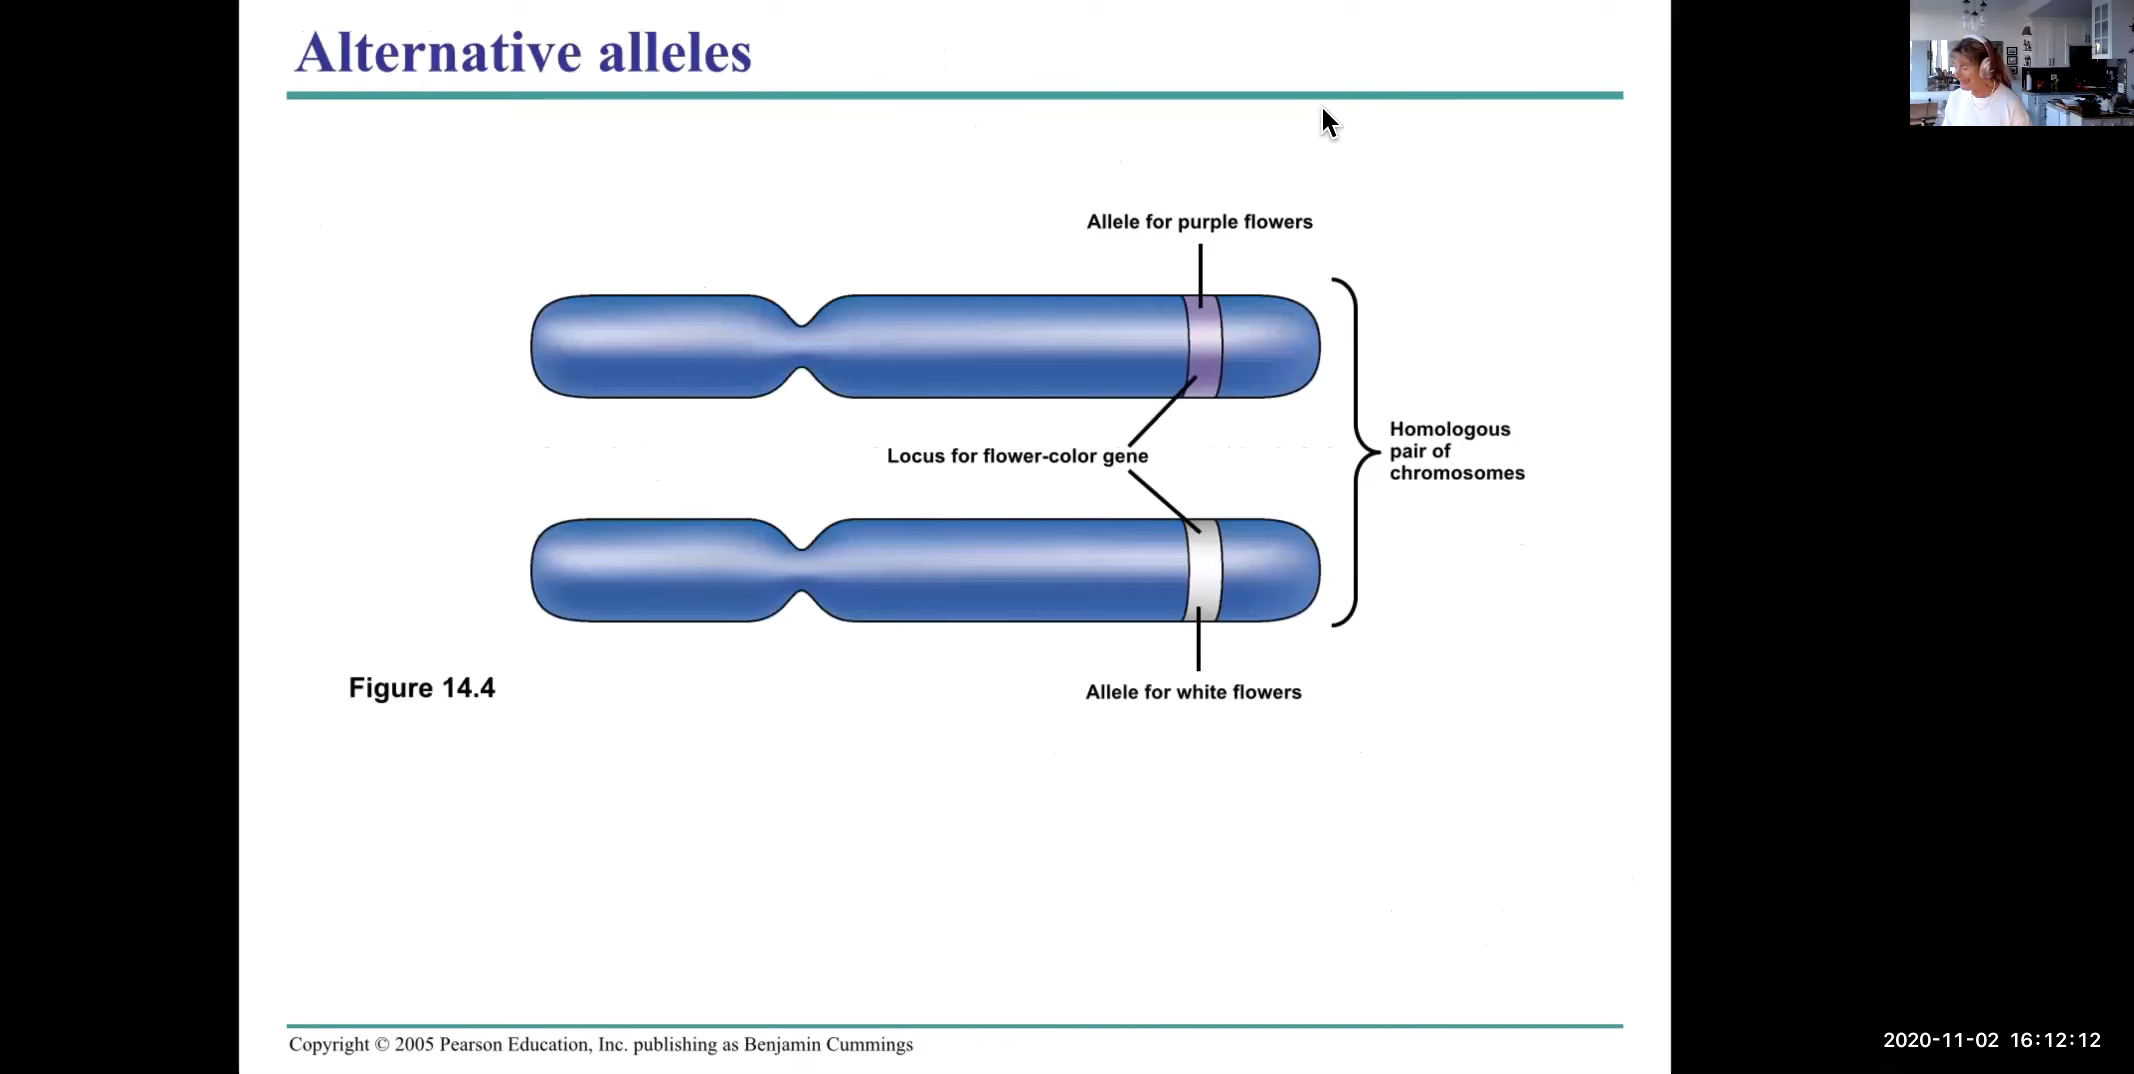 Alternative alleles
Allele for purple flowers
Locus for flower-color gene
Homologous
pair of
chromosomes
Allele for white flowers
Figure 14.4
Copyright © 2005 Pearson Education, Inc. publishing as Benjamin Cummings
2020-11-02 16:12:12